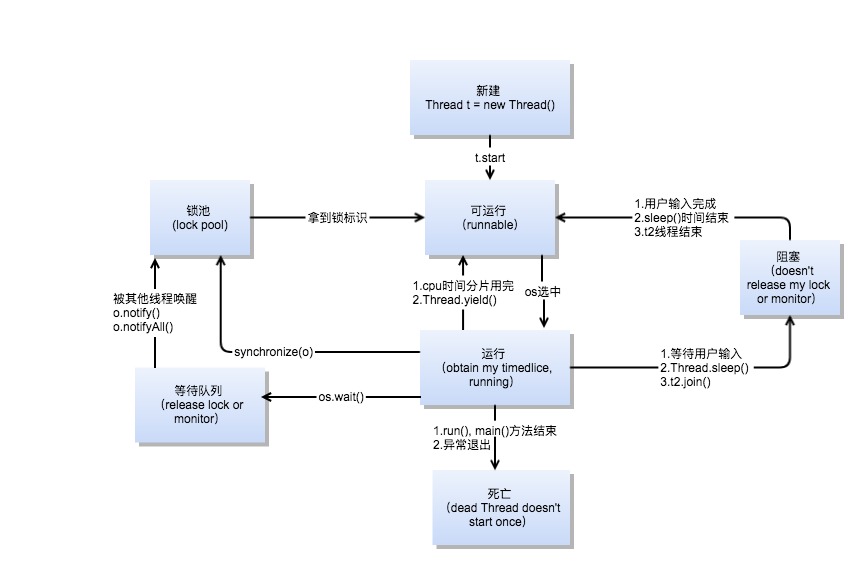 新建
Thread t = new Thread()
t.start
锁池
(lock pool)
拿到锁标识
可运行
(runnable)
1.用户输入完成
2.sleep()时间结束
3.t2线程结束
阻塞
(doesn't
release my lock
or monitor)
被其他线程唤醒
o.notify()
o.notifyAll()
1.cpu时间分片用完
2.Thread.yield()
os选中
synchronize(o)
运行
(obtain my timedlice,
running)
1.等待用户输入
2.Thread.sleep()
3.t2.join()
等待队列
(release lock or
monitor)
os.wait()
1.run(), main()方法结束
2.异常退出
死亡
(dead Thread doesn't
start once)